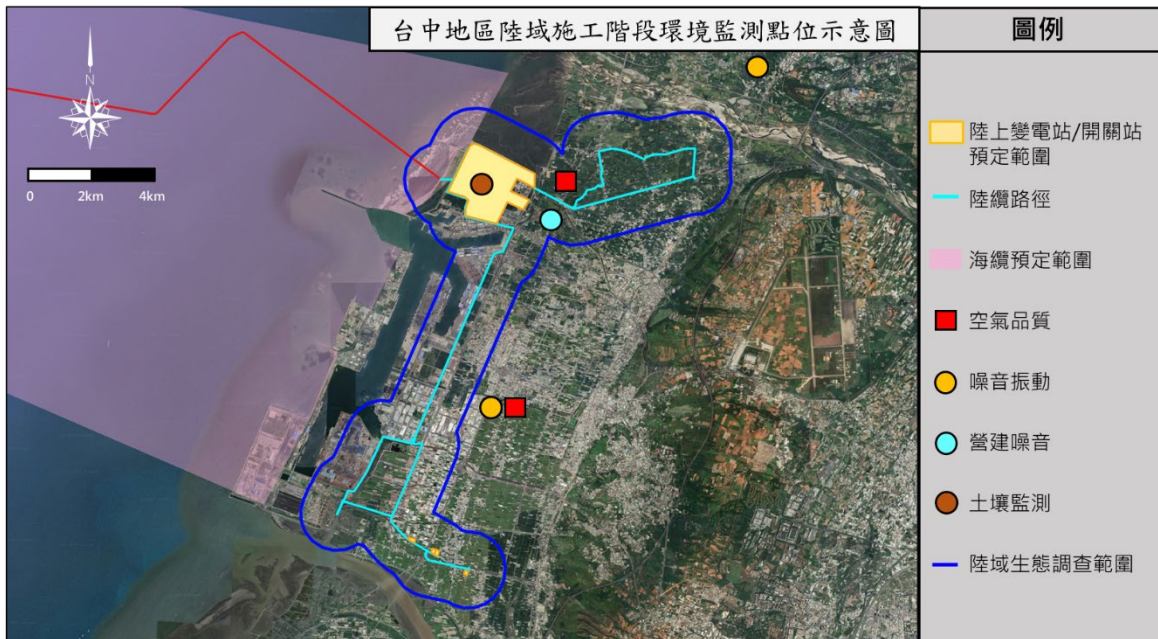 台中地區陸域施工階段環境監測點位示意圖
圖例
N
0
2km
4km
陸上變電站/開關站
預定範圍
陸纜路徑
海纜預定範圍
空氣品質
噪音振動
營建噪音
土壤監測
陸域生態調查範圍